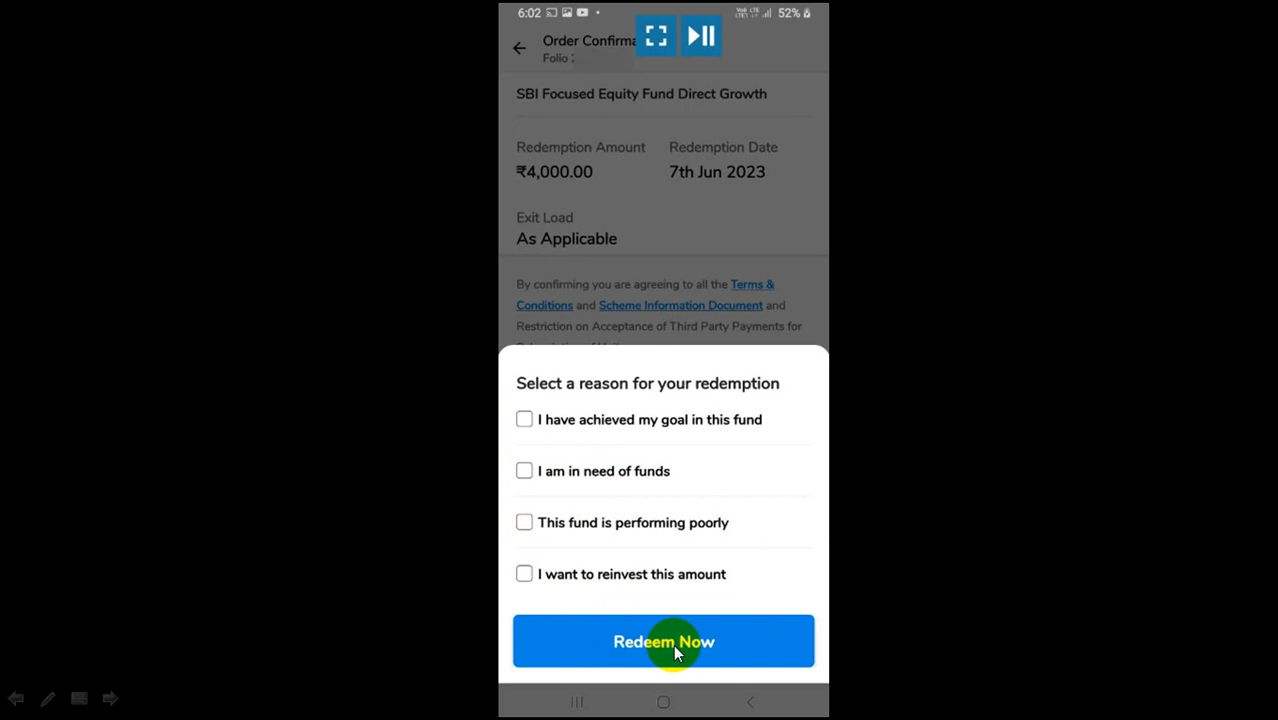 6:02 52%
Order Confirma
Folio :
SBI Focused Equity Fund Direct Growth
Redemption Amount Redemption Date
₹4,000.00 7th Jun 2023
Exit Load
As Applicable
By confirming you are agreeing to all the Terms &
Conditions and Scheme Information Document and
Restriction on Acceptance of Third Party Payments for
Select a reason for your redemption
I have achieved my goal in this fund
I am in need of funds
This fund is performing poorly
I want to reinvest this amount
Redeem Now